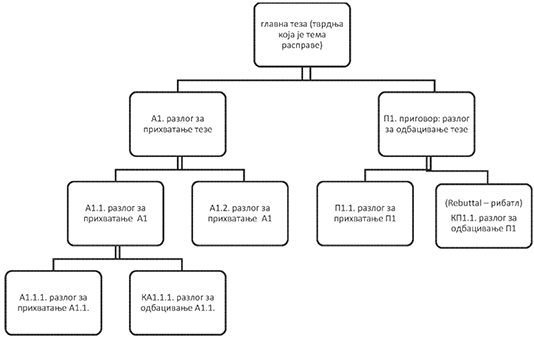 главна теза (тврдња
која је тема
расправе)
А1. разлог за
прихватање тезе
П1. приговор: разлог
за одбацивање тезе
А1.1. разлог за
прихватање А1
А1.2. разлог за
прихватање А1
П1.1. разлог за
прихватање П1
(Rebuttal – рибатл)
КП1.1. разлог за
одбацивање П1
А1.1.1. разлог за
прихватање А1.1.
КА1.1.1. разлог за
одбацивање А1.1.